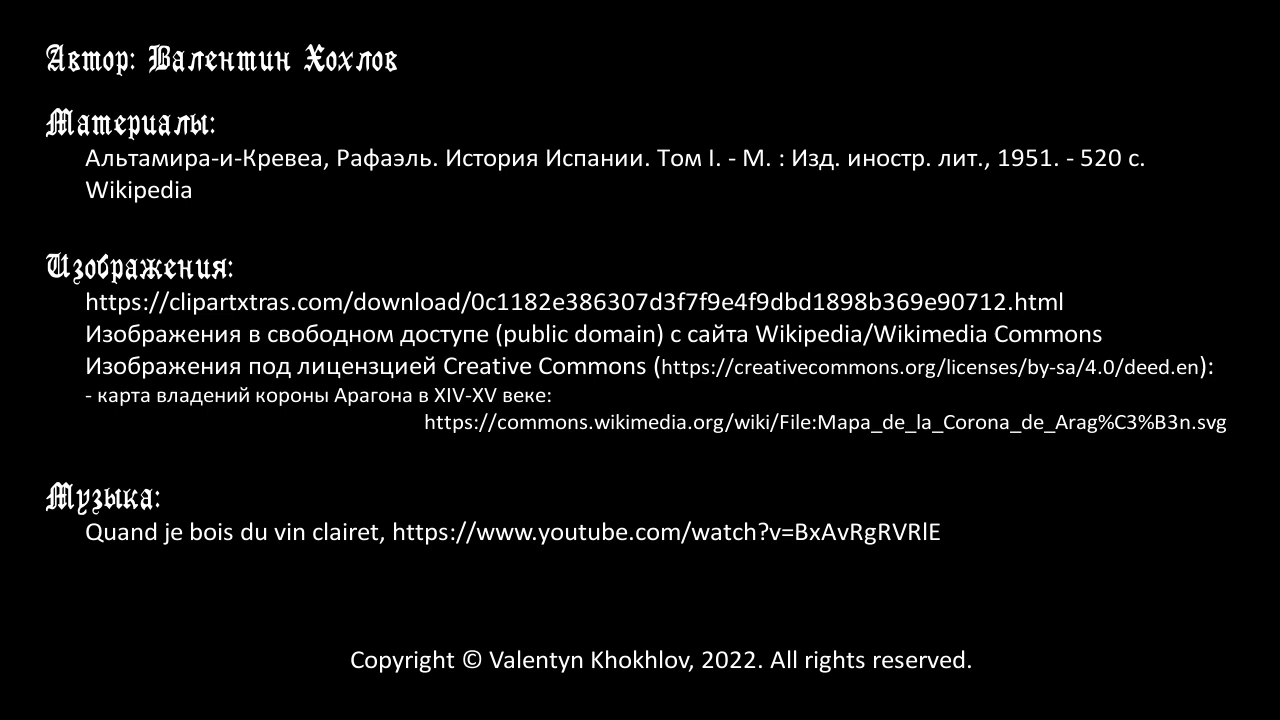 Автор: Валентин Хохлов
Материалы:
Альтамира-и-Кревеа, Рафаэль. История Испании. Том I. - М. : Изд. иностр. лит., 1951. - 520 с.
Wikipedia
Изображения:
https://clipartxtras.com/download/0c1182e386307d3f7f9e4f9dbd1898b369e90712.html
Изображения в свободном доступе (public domain) с сайта Wikipedia/Wikimedia Commons
Изображения под лицензцией Creative Commons (https://creativecommons.org/licenses/by-sa/4.0/deed.en):
- карта владений короны Арагона в XIV-XV веке:
https://commons.wikimedia.org/wiki/File:Mapa_de_la_Corona_de_Arag%C3%B3n.svg
Музыка:
Quand je bois du vin clairet, https://www.youtube.com/watch?v=BxAvRgRVRlE
Copyright © Valentyn Khokhlov, 2022. All rights reserved.